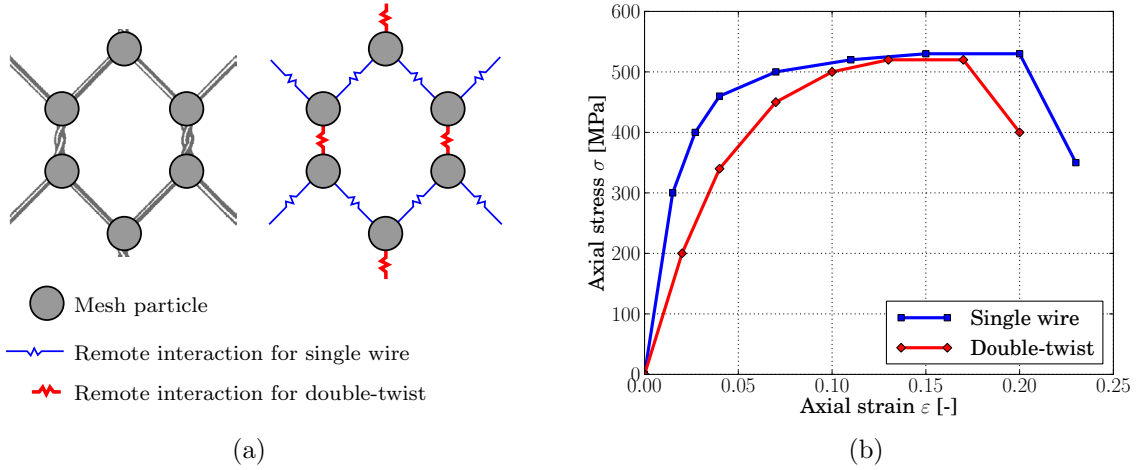 Mesh particle
Remote interaction for single wire
Remote interaction for double-twist
(a)
Axial stress σ [MPa]
600
500
400
300
200
100
0
0.00
0.05
0.10
0.15
0.20
0.25
Axial strain ε [-]
Single wire
Double-twist
(b)